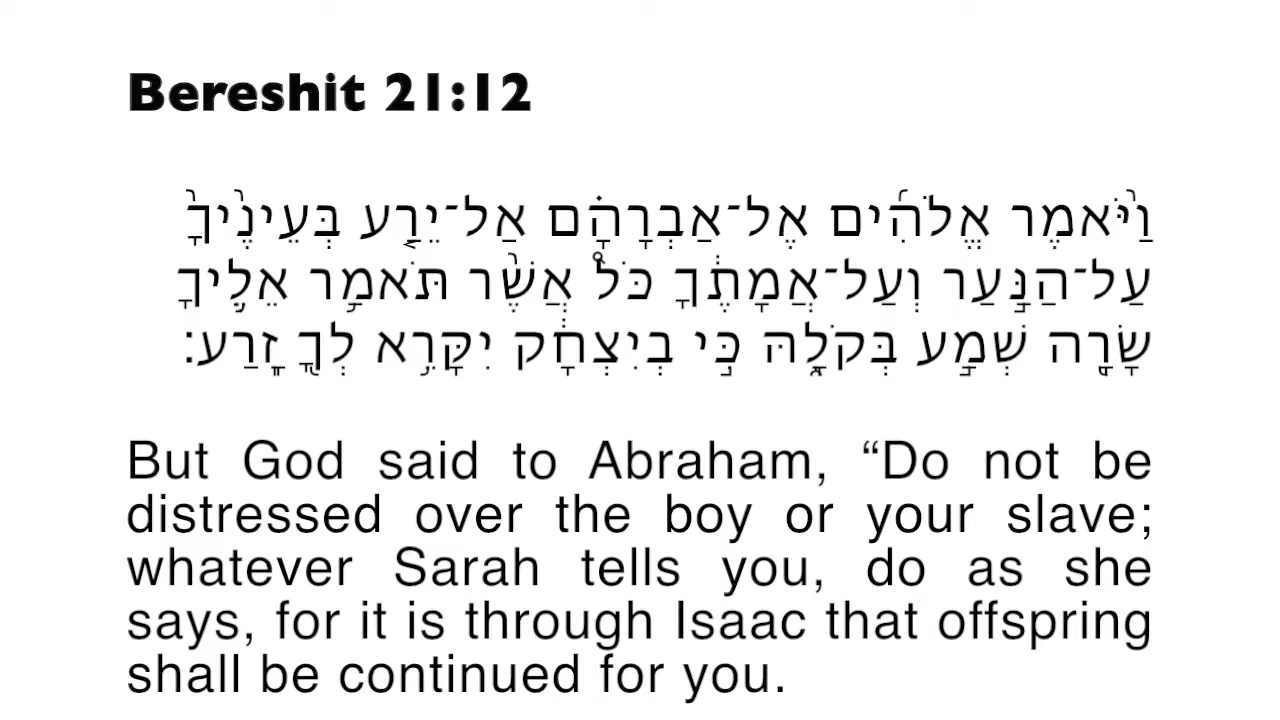 Bereshit 21:12
וַיֹּ֨אמֶר אֱלֹהִ֜ים אֶל־אַבְרָהָ֗ם אַל־יֵרַ֤ע בְּעֵינֶ֙יךָ֙
עַל־הַנַּ֣עַר וְעַל־אֲמָתֶ֔ךָ כֹּל֩ אֲשֶׁ֨ר תֹּאמַ֥ר אֵלֶ֛יךָ
שָׂרָ֖ה שְׁמַ֣ע בְּקֹלָ֑הּ כִּ֣י בְיִצְחָ֔ק יִקָּרֵ֥א לְךָ֖ זָֽרַע׃
But God said to Abraham, “Do not be
distressed over the boy or your slave;
whatever Sarah tells you, do as she
says, for it is through Isaac that offspring
shall be continued for you.